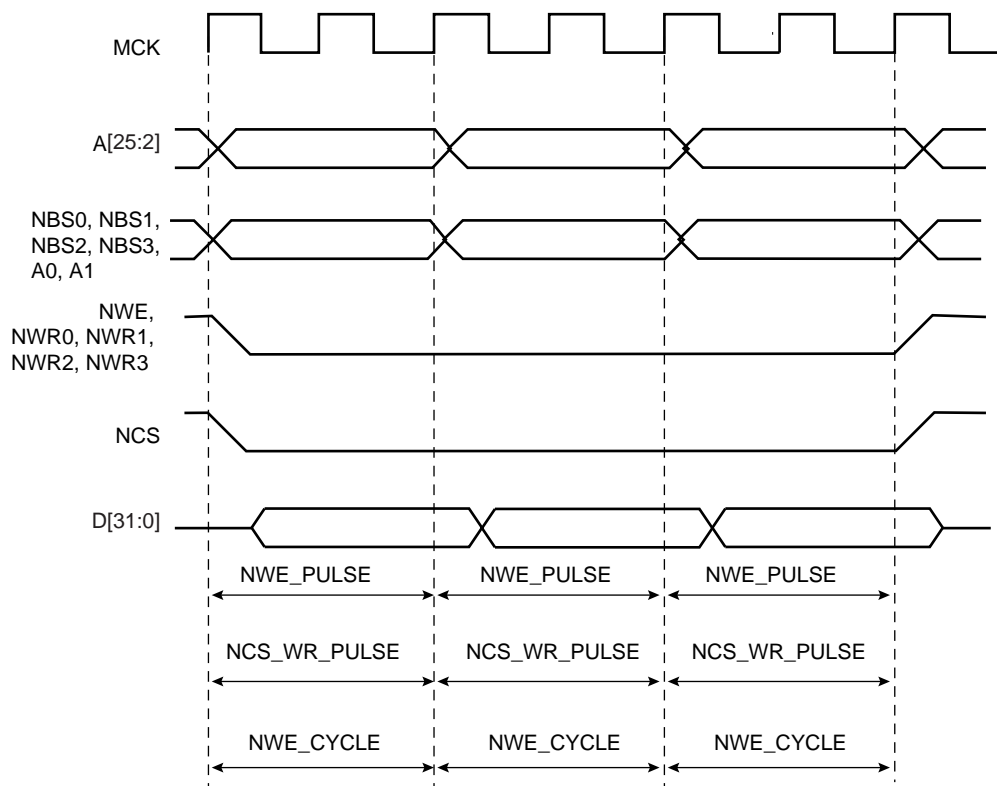 MCK
A[25:2]
NBS0, NBS1,
NBS2, NBS3,
A0, A1
NWE,
NWR0, NWR1,
NWR2, NWR3
NCS
D[31:0]
NWE_PULSE NWE_PULSE NWE_PULSE
NCS_WR_PULSE NCS_WR_PULSE NCS_WR_PULSE
NWE_CYCLE NWE_CYCLE NWE_CYCLE